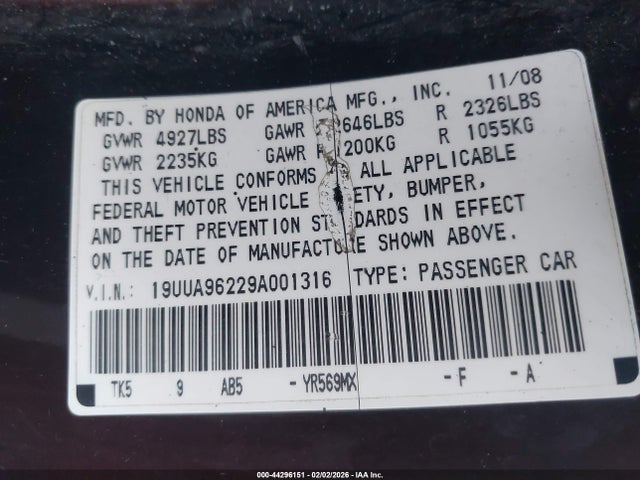 MFD. BY HONDA OF AMERICA MFG., INC. 11/08
GVWR 4927LBS GAWR 646LBS R 2326LBS
GVWR 2235KG GAWR 200KG R 1055KG
THIS VEHICLE CONFORMS ALL APPLICABLE
FEDERAL MOTOR VEHICLE ETY, BUMPER,
AND THEFT PREVENTION ST DARDS IN EFFECT
ON THE DATE OF MANUFACTURE SHOWN ABOVE.
V.I.N.: 19UUA96229A001316 TYPE: PASSENGER CAR
TK5 9 AB5 -YR569MX -F -A
000-44296151 - 02/02/2026 - IAA Inc.